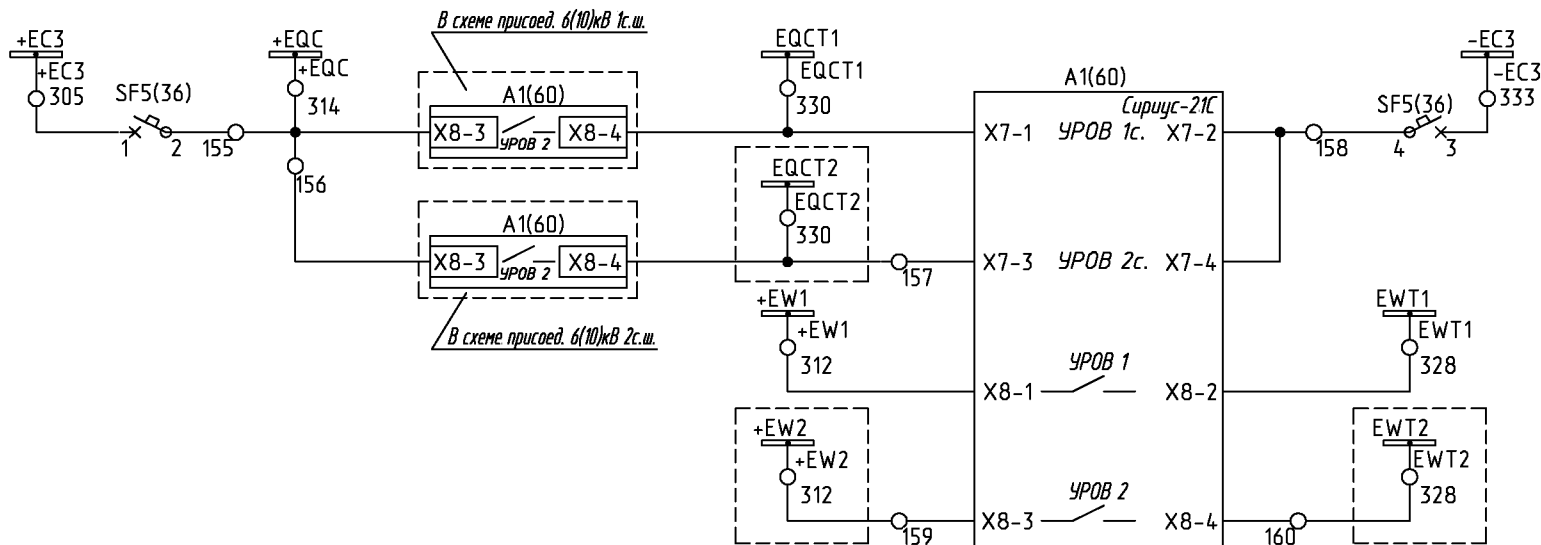 В схеме присоед. 6(10)кВ 1с.ш.
+EC3
+EC3
305
SF5(36)
1
2
155
+EQC
+EQC
314
156
A1(60)
X8-3
УРОВ 2
X8-4
A1(60)
X8-3
УРОВ 2
X8-4
В схеме присоед. 6(10)кВ 2с.ш.
EQCT1
EQCT1
330
EQCT2
EQCT2
330
157
+EW1
+EW1
312
+EW2
+EW2
312
159
A1(60)
Сириус-21С
X7-1
УРОВ 1с.
X7-2
X7-3
УРОВ 2с.
X7-4
X8-1
УРОВ 1
X8-2
X8-3
УРОВ 2
X8-4
158
SF5(36)
4
3
-EC3
-EC3
333
EWT1
EWT1
328
EWT2
EWT2
328
160